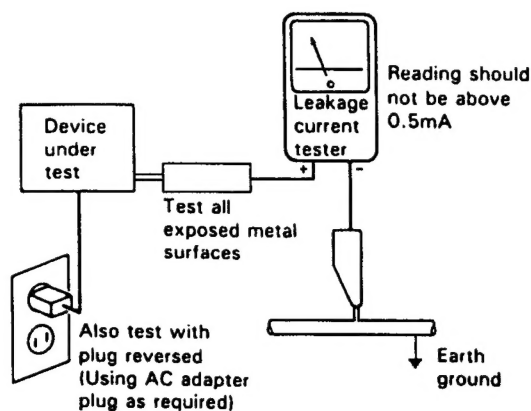 Leakage
current
tester
+ -
Reading should
not be above
0.5mA
Device
under
test
Test all
exposed metal
surfaces
Also test with
plug reversed
(Using AC adapter
plug as required)
Earth
ground